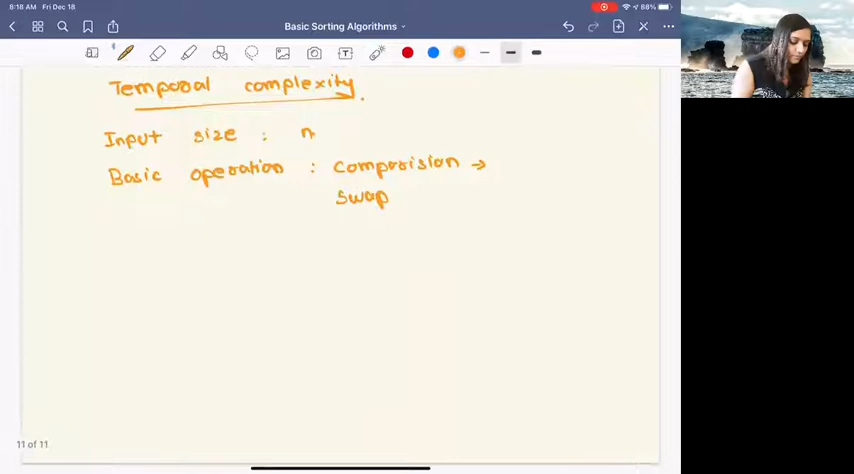 8:18 AM Fri Dec 18
88%
Basic Sorting Algorithms
T
Temporal complexity.
Input size : n
Basic operation : Comporision →
Swap
11 of 11